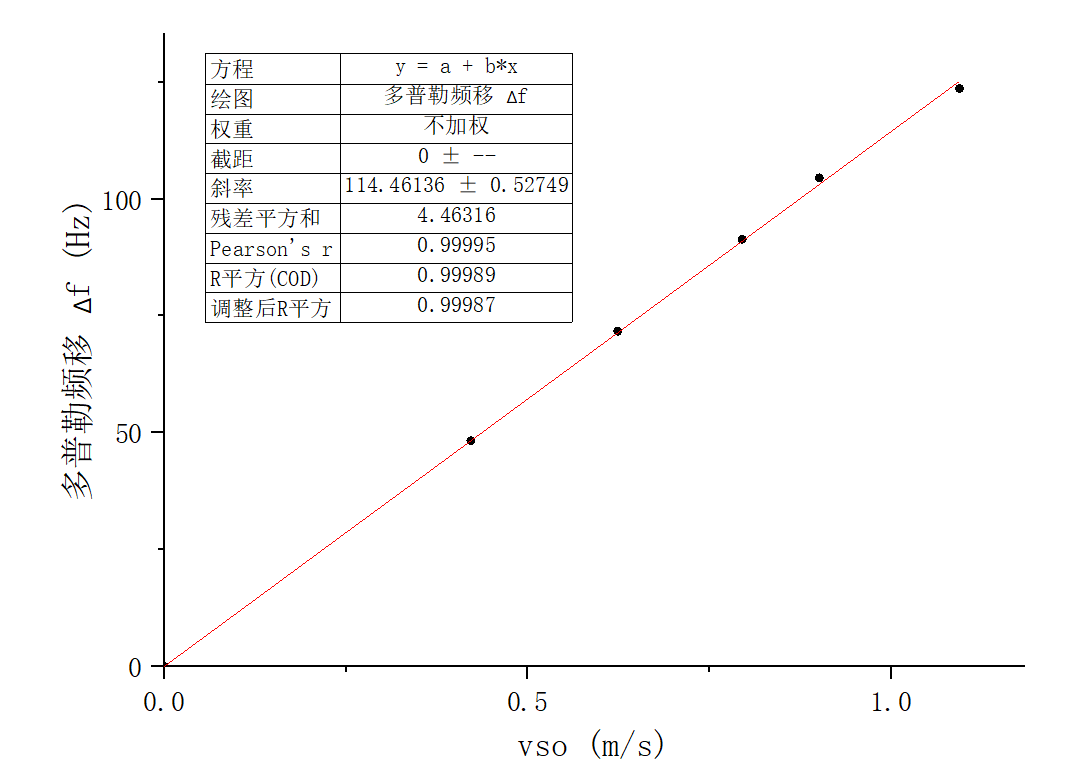 方程 y = a + b*x
绘图 多普勒频移 Δf
权重 不加权
截距 0 ± --
斜率 114.46136 ± 0.52749
残差平方和 4.46316
Pearson's r 0.99995
R平方(COD) 0.99989
调整后R平方 0.99987
多普勒频移 Δf (Hz)
100
50
0
0.0 0.5 1.0
vso (m/s)